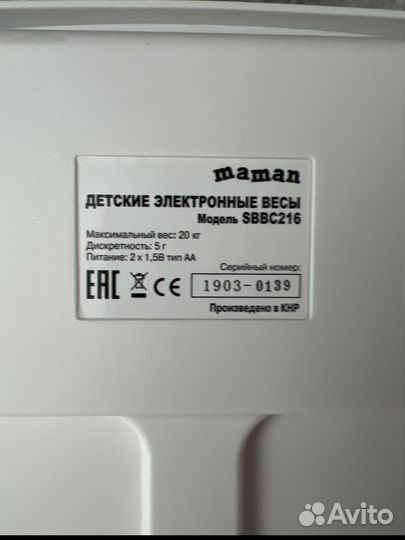 maman
ДЕТСКИЕ ЭЛЕКТРОННЫЕ ВЕСЫ
Модель SBBC216
Максимальный вес: 20 кг
Дискретность: 5 г
Питание: 2 x 1,5В тип AA
Серийный номер:
EAC CE 1903-0139
Произведено в КНР
Avito